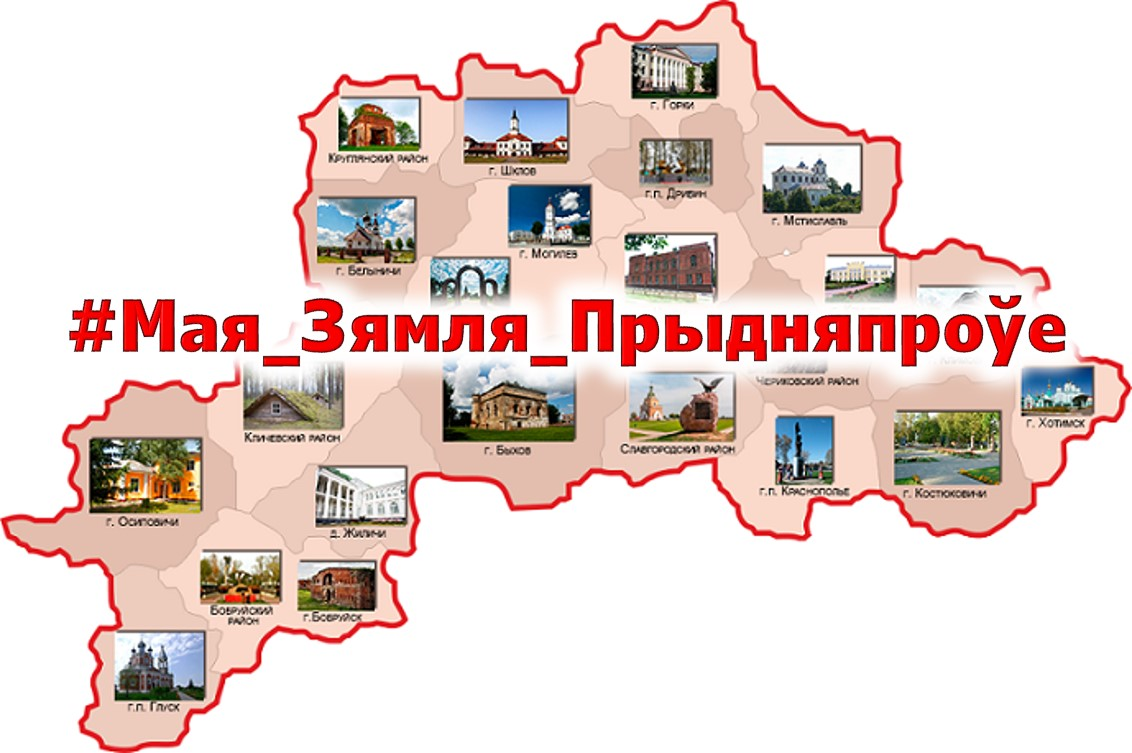 г. Горки
Круглянский район
г. Шклов
г.п. Дрибин
г. Мстиславль
г. Могилев
г. Белыничи
#Мая_Зямля_Прыдняпроўе
Чериковский район
г. Хотимск
Кличевский район
г. Быхов
Славгородский район
г.п. Краснополье
г. Костюковичи
г. Осиповичи
д. Жиличи
Бобруйский
район
г.Бобруйск
г.п. Глуск